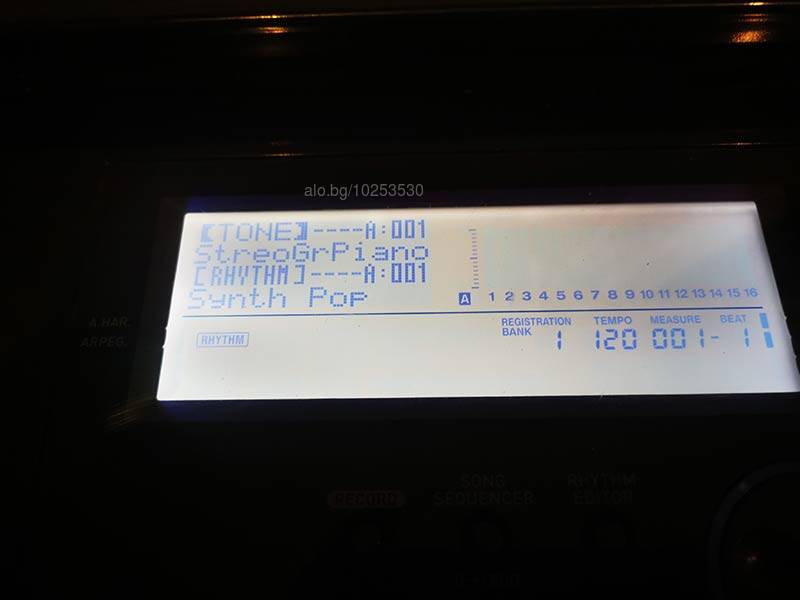 alo.bg/10253530
【TONE】----A:001
StreoGrPiano
[RHYTHM]----A:001
Synth Pop
A 1 2 3 4 5 6 7 8 9 10 11 12 13 14 15 16
A.HAR.
ARPEG.
RHYTHM
REGISTRATION BANK 1
TEMPO 120
MEASURE 001-
BEAT 1
RECORD
SONG SEQUENCER
RHYTHM EDITOR